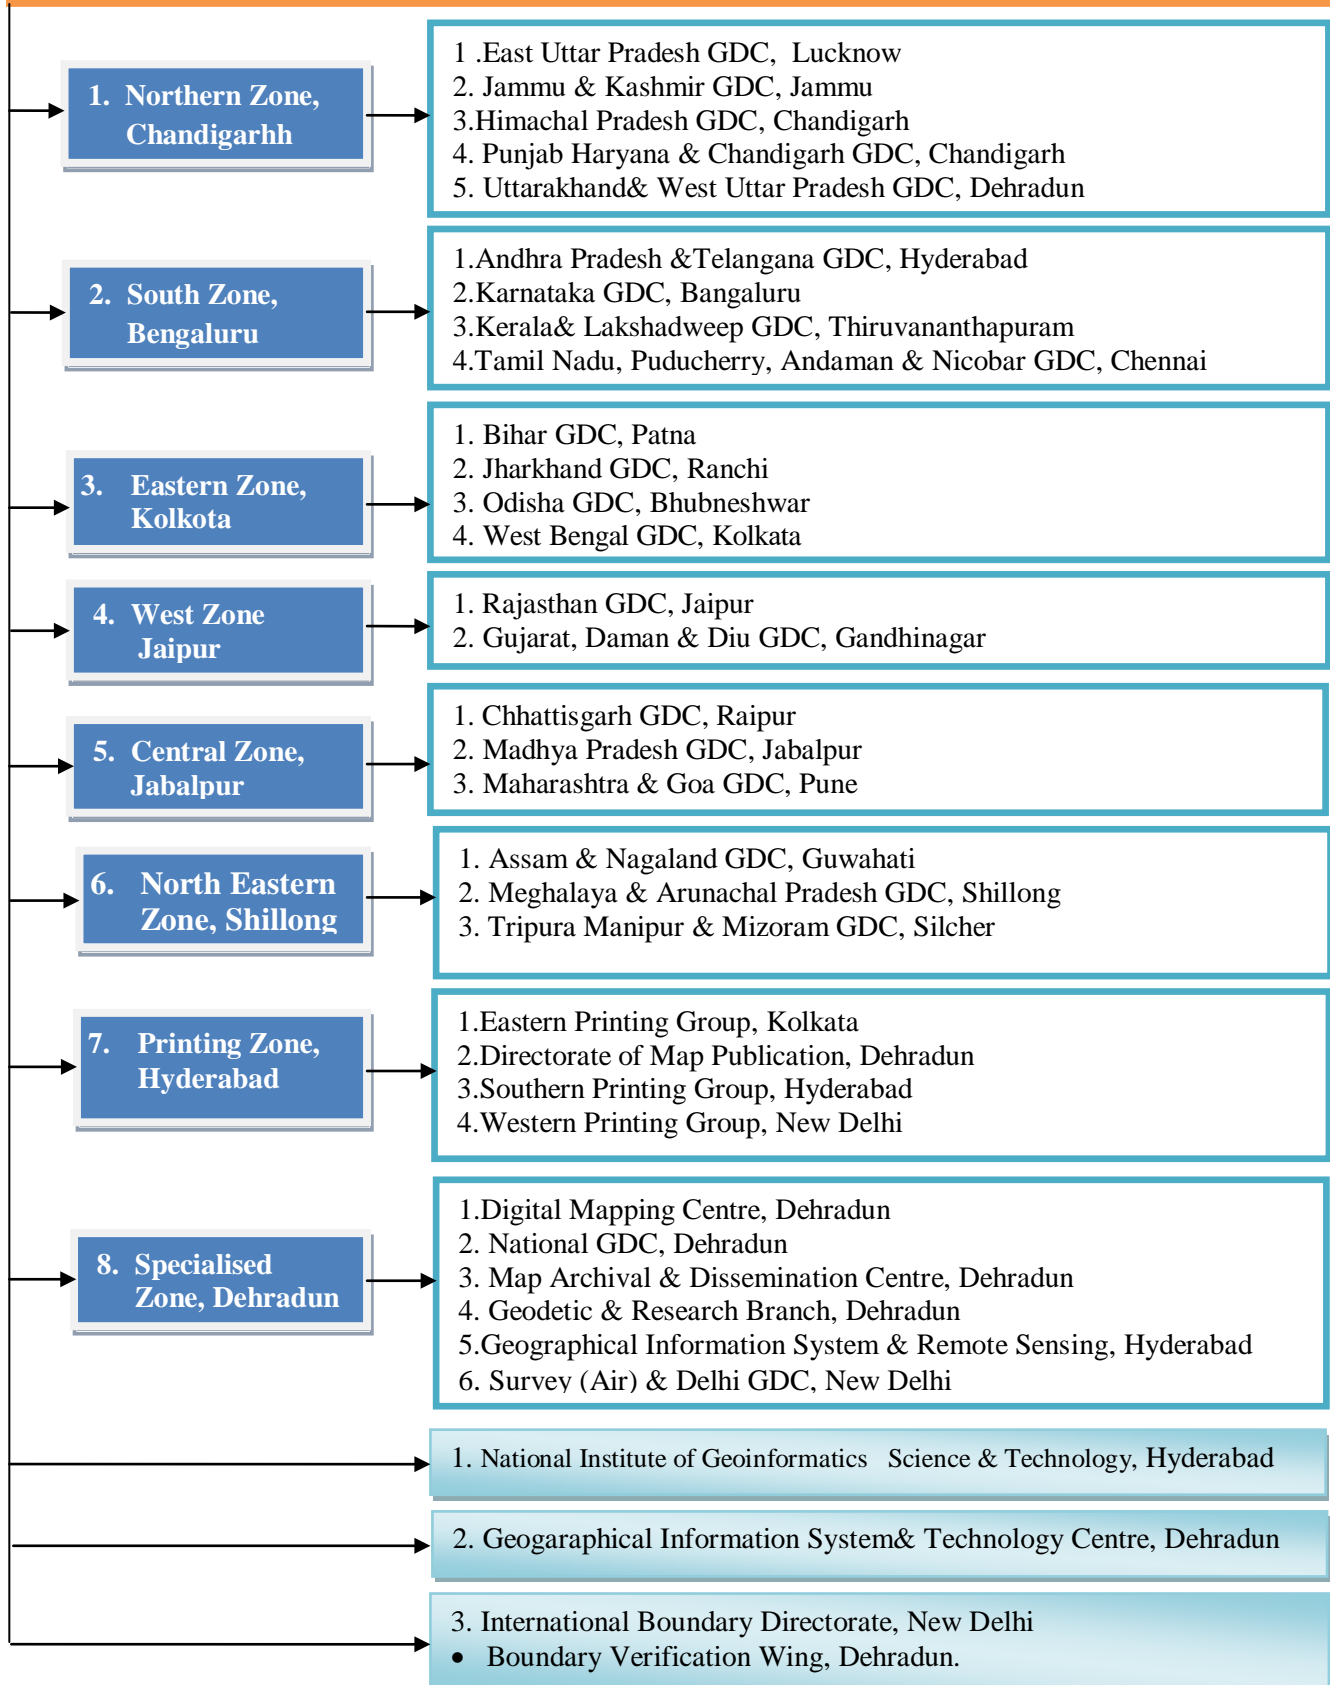 1. Northern Zone,
Chandigarhh
1 .East Uttar Pradesh GDC, Lucknow
2. Jammu & Kashmir GDC, Jammu
3.Himachal Pradesh GDC, Chandigarh
4. Punjab Haryana & Chandigarh GDC, Chandigarh
5. Uttarakhand& West Uttar Pradesh GDC, Dehradun
2. South Zone,
Bengaluru
1.Andhra Pradesh &Telangana GDC, Hyderabad
2.Karnataka GDC, Bangaluru
3.Kerala& Lakshadweep GDC, Thiruvananthapuram
4.Tamil Nadu, Puducherry, Andaman & Nicobar GDC, Chennai
3. Eastern Zone,
Kolkota
1. Bihar GDC, Patna
2. Jharkhand GDC, Ranchi
3. Odisha GDC, Bhubneshwar
4. West Bengal GDC, Kolkata
4. West Zone
Jaipur
1. Rajasthan GDC, Jaipur
2. Gujarat, Daman & Diu GDC, Gandhinagar
5. Central Zone,
Jabalpur
1. Chhattisgarh GDC, Raipur
2. Madhya Pradesh GDC, Jabalpur
3. Maharashtra & Goa GDC, Pune
6. North Eastern
Zone, Shillong
1. Assam & Nagaland GDC, Guwahati
2. Meghalaya & Arunachal Pradesh GDC, Shillong
3. Tripura Manipur & Mizoram GDC, Silcher
7. Printing Zone,
Hyderabad
1.Eastern Printing Group, Kolkata
2.Directorate of Map Publication, Dehradun
3.Southern Printing Group, Hyderabad
4.Western Printing Group, New Delhi
8. Specialised
Zone, Dehradun
1.Digital Mapping Centre, Dehradun
2. National GDC, Dehradun
3. Map Archival & Dissemination Centre, Dehradun
4. Geodetic & Research Branch, Dehradun
5.Geographical Information System & Remote Sensing, Hyderabad
6. Survey (Air) & Delhi GDC, New Delhi
1. National Institute of Geoinformatics Science & Technology, Hyderabad
2. Geogaraphical Information System& Technology Centre, Dehradun
3. International Boundary Directorate, New Delhi
• Boundary Verification Wing, Dehradun.